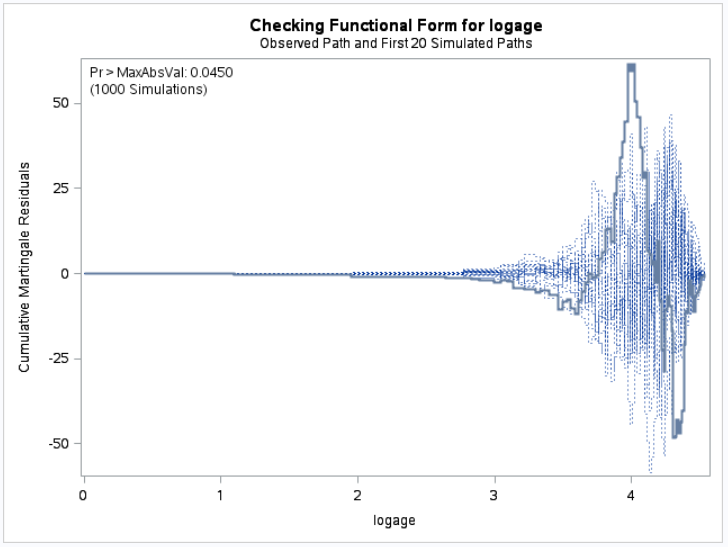 Checking Functional Form for logage
Observed Path and First 20 Simulated Paths
Pr > MaxAbsVal: 0.0450
(1000 Simulations)
50
25
0
-25
-50
Cumulative Martingale Residuals
0 1 2 3 4
logage